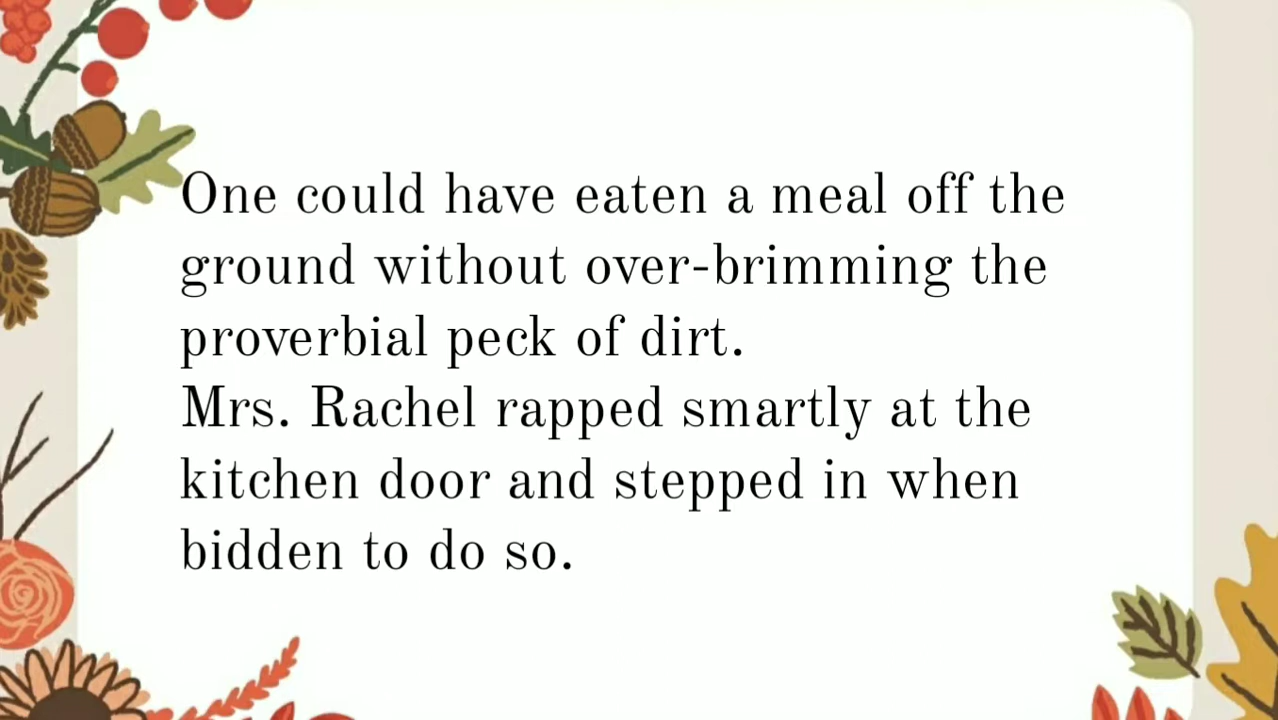 One could have eaten a meal off the
ground without over-brimming the
proverbial peck of dirt.
Mrs. Rachel rapped smartly at the
kitchen door and stepped in when
bidden to do so.